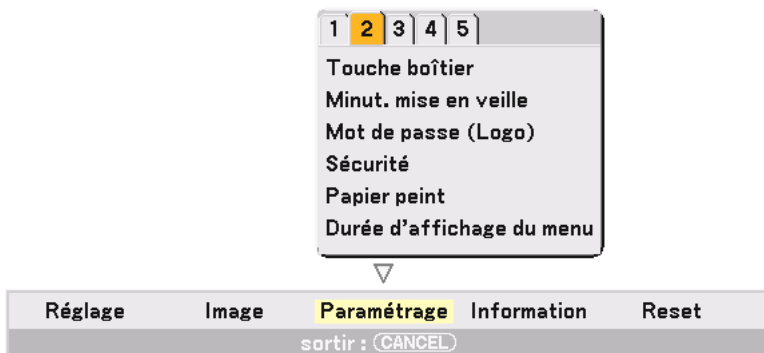 1 2 3 4 5
Touche boîtier
Minut. mise en veille
Mot de passe (Logo)
Sécurité
Papier peint
Durée d'affichage du menu
Réglage Image Paramétrage Information Reset
sortir : CANCEL